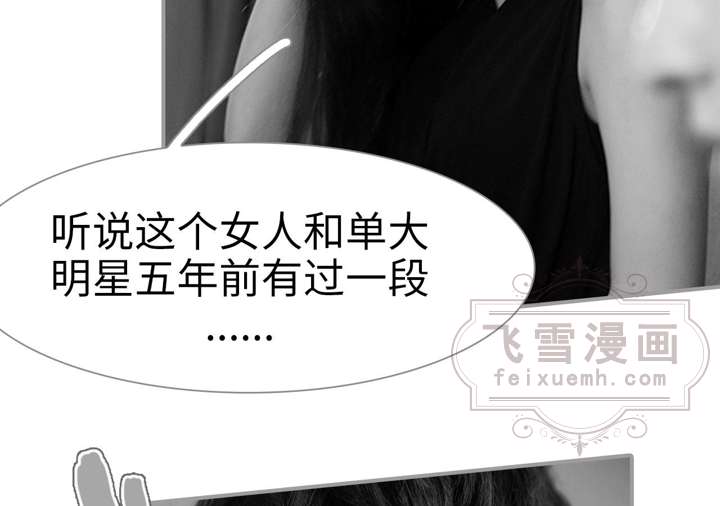 听说这个女人和单大
明星五年前有过一段
……
飞雪漫画
feixuemh.com